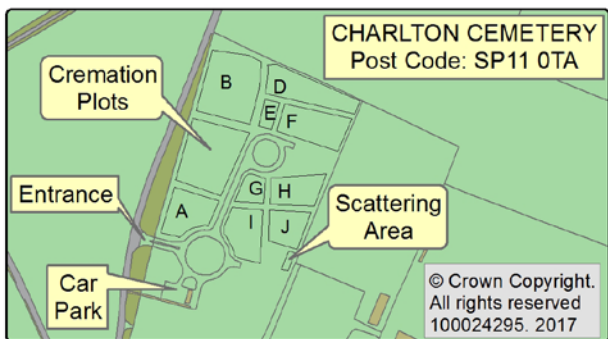 CHARLTON CEMETERY
Post Code: SP11 0TA
Cremation
Plots
B
D
E
F
Entrance
A
G
H
I
J
Scattering
Area
Car
Park
© Crown Copyright.
All rights reserved
100024295. 2017